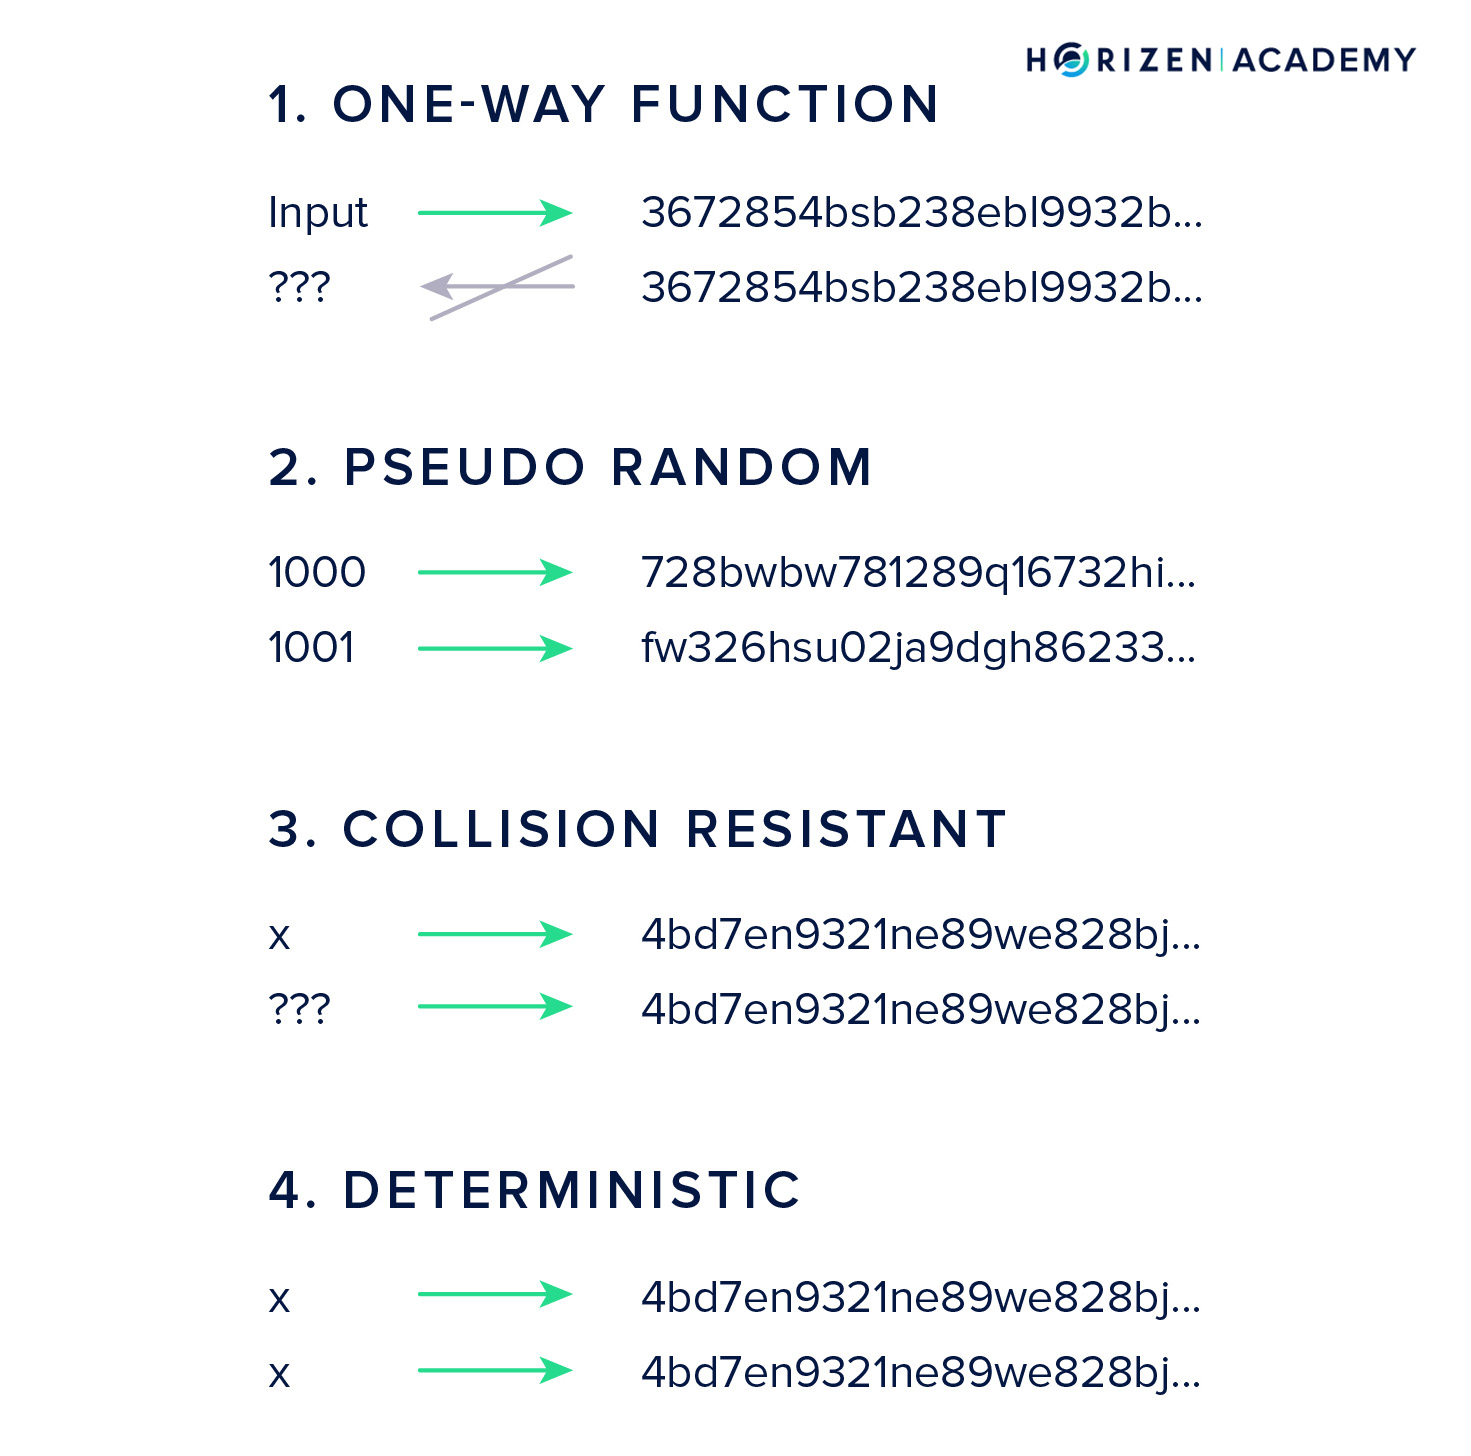 HORIZEN | ACADEMY
1. ONE-WAY FUNCTION
Input 3672854bsb238ebl9932b...
??? 3672854bsb238ebl9932b...
2. PSEUDO RANDOM
1000 728bwbw781289q16732hi...
1001 fw326hsu02ja9dgh86233...
3. COLLISION RESISTANT
x 4bd7en9321ne89we828bj...
??? 4bd7en9321ne89we828bj...
4. DETERMINISTIC
x 4bd7en9321ne89we828bj...
x 4bd7en9321ne89we828bj...